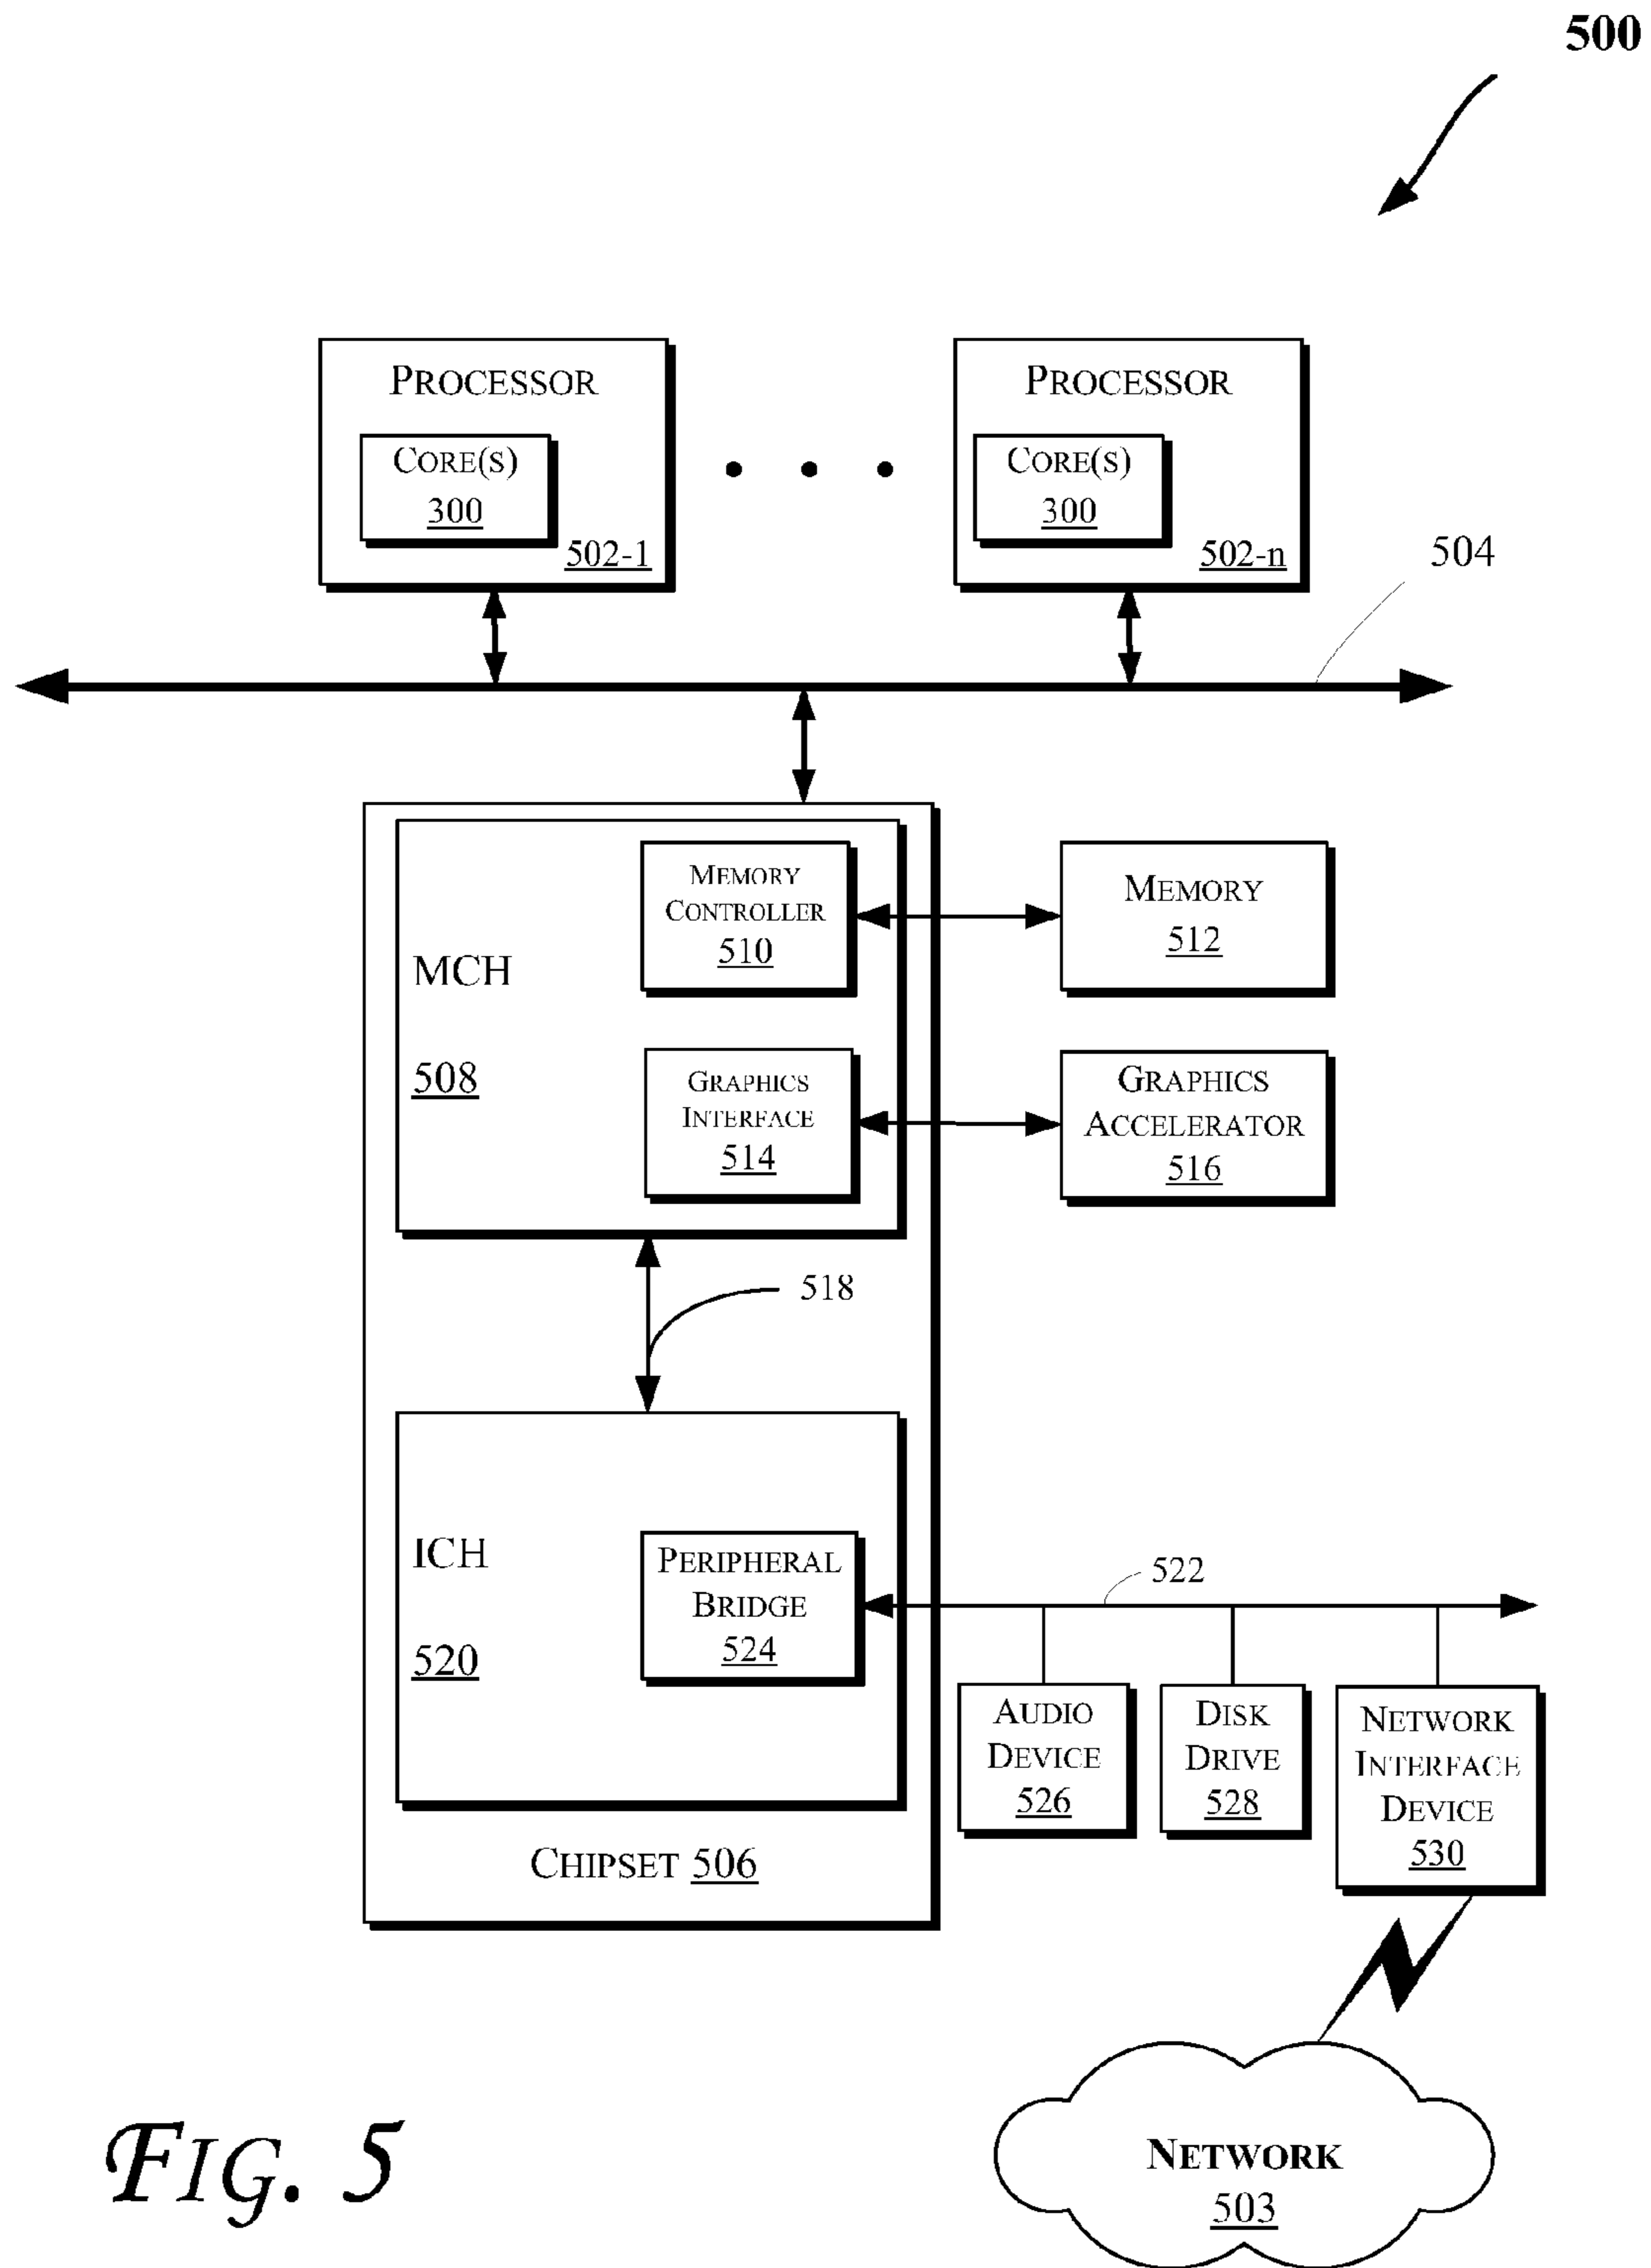 500
PROCESSOR
CORE(S)
300
502-1
PROCESSOR
CORE(S)
300
502-n
504
MEMORY
CONTROLLER
510
MCH
508
GRAPHICS
INTERFACE
514
MEMORY
512
GRAPHICS
ACCELERATOR
516
518
ICH
520
PERIPHERAL
BRIDGE
524
522
AUDIO
DEVICE
526
DISK
DRIVE
528
NETWORK
INTERFACE
DEVICE
530
CHIPSET 506
NETWORK
503
FIG. 5